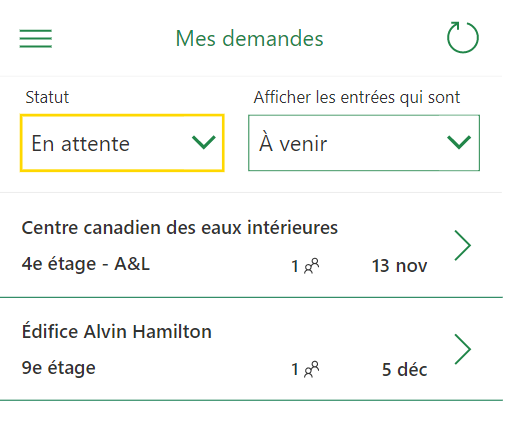 Mes demandes
Statut
Afficher les entrées qui sont
En attente
À venir
Centre canadien des eaux intérieures
4e étage - A&L 1 13 nov
Édifice Alvin Hamilton
9e étage 1 5 déc